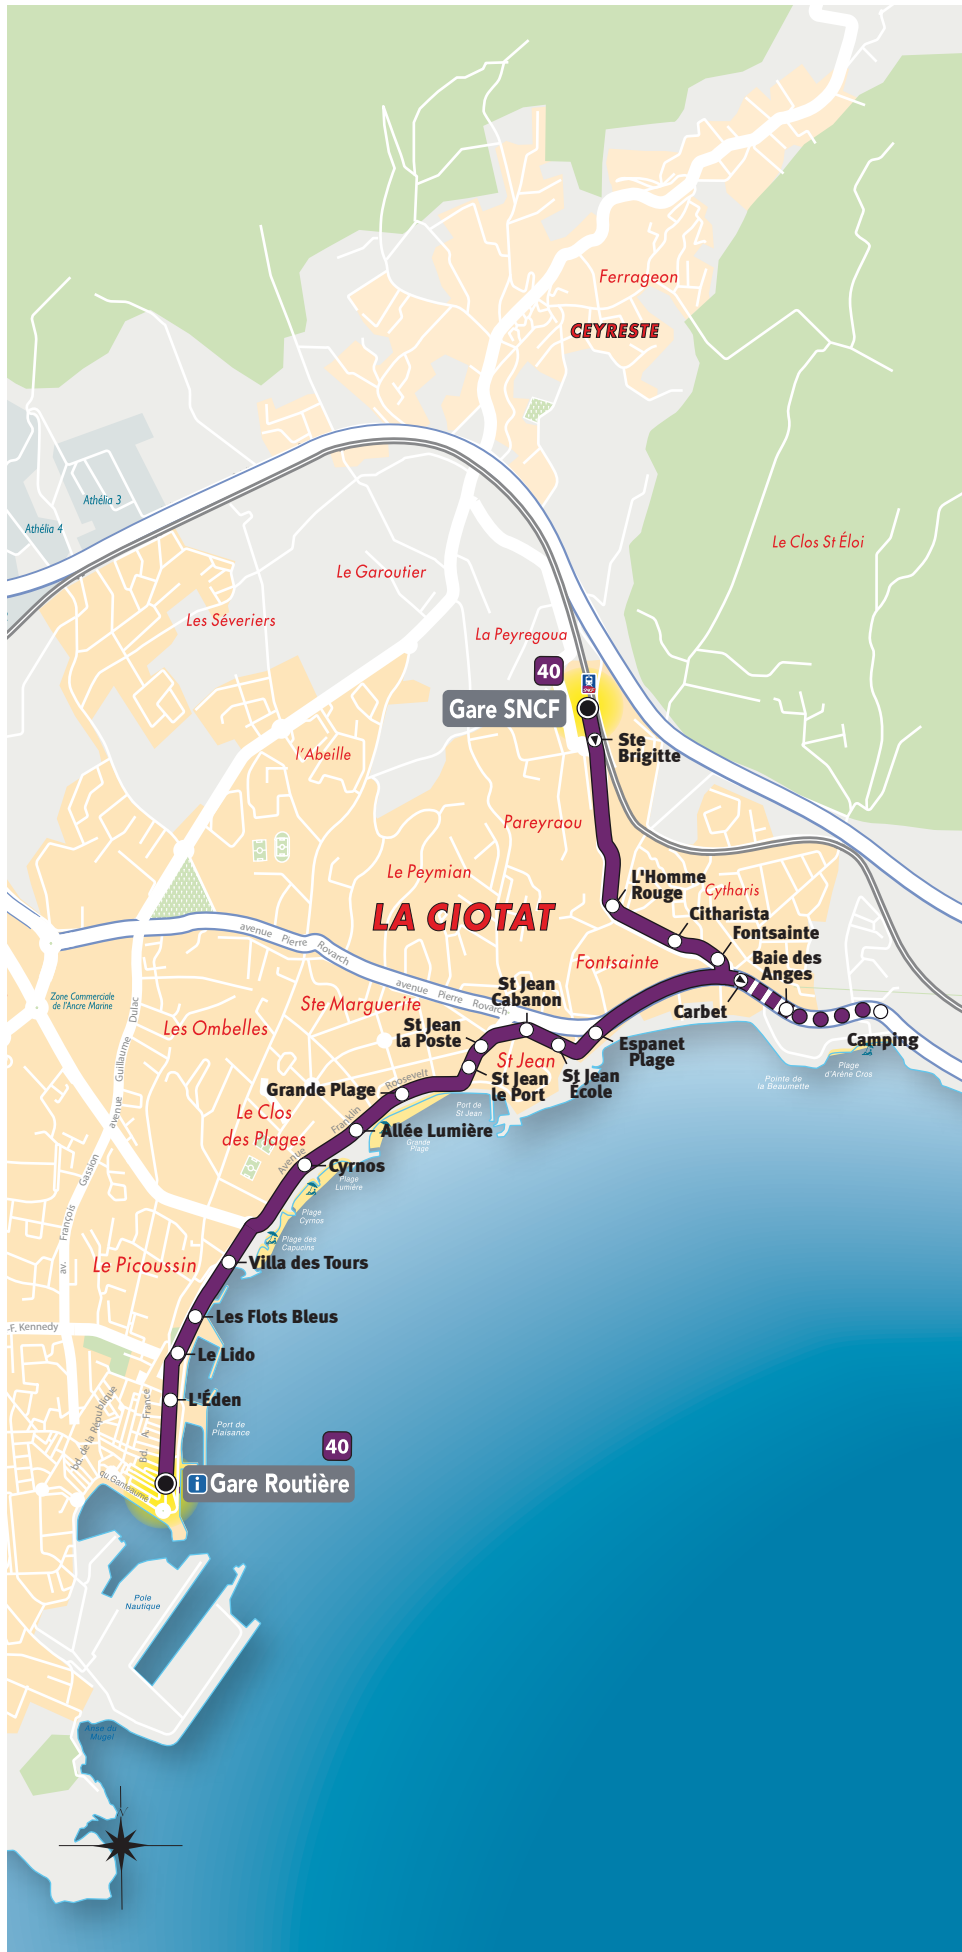 Ferrageon
CEYRESTE
Athélia 3
Athélia 4
Le Clos St Éloi
Le Garoutier
Les Séveriers
La Peyregoua
40
SNCF
Gare SNCF
Ste
Brigitte
l'Abeille
Pareyraou
Le Peymian
L'Homme
Rouge
Cytharis
LA CIOTAT
Citharista
Fontsainte
avenue Pierre Rovarch
Fontsainte
Baie des
Anges
avenue Pierre Rovarch
St Jean
Cabanon
Zone Commerciale
de l'Ancre Marine
Ste Marguerite
Carbet
Les Ombelles
St Jean
la Poste
Espanet
Plage
Camping
St Jean
Plage
d'Arène Cros
Pointe de
la Beaumette
avenue Guillaume Dulac
Grande Plage
St Jean
le Port
St Jean
École
Avenue Franklin Roosevelt
Le Clos
des Plages
Port de
St Jean
Allée Lumière
Grande
Plage
Cyrnos
Plage
Lumière
av. François Gassion
Plage
Cyrnos
Plage des
Capucins
Le Picoussin
Villa des Tours
Les Flots Bleus
-F. Kennedy
Le Lido
L'Éden
bd. de la République
Bd. A. France
Port de
Plaisance
40
qu. Ganteaume
i
Gare Routière
Pole
Nautique
Anse du
Mugel
N